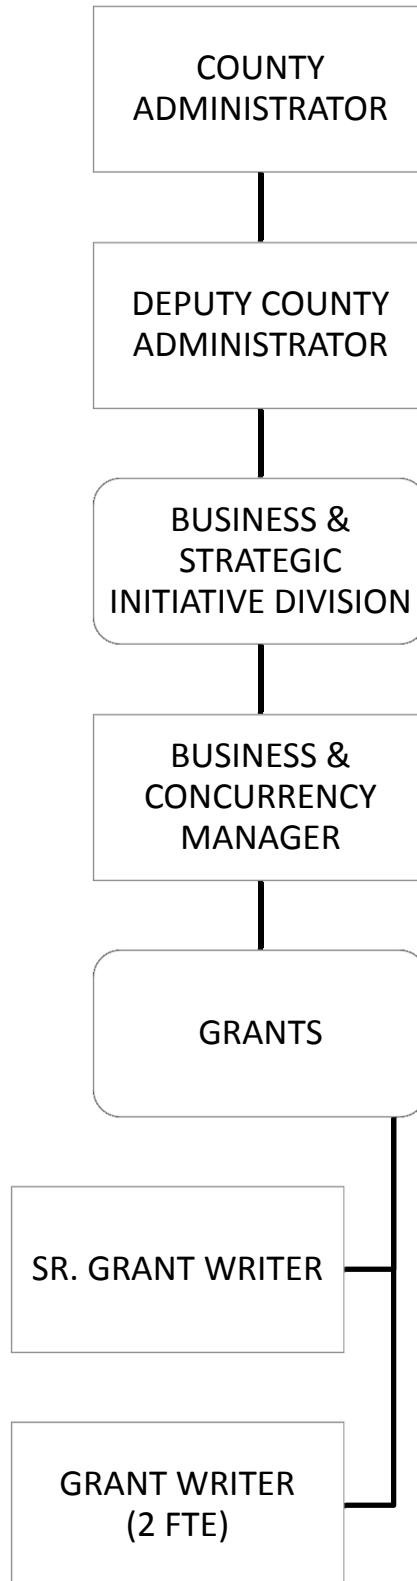 COUNTY
ADMINISTRATOR
DEPUTY COUNTY
ADMINISTRATOR
BUSINESS &
STRATEGIC
INITIATIVE DIVISION
BUSINESS &
CONCURRENCY
MANAGER
GRANTS
SR. GRANT WRITER
GRANT WRITER
(2 FTE)